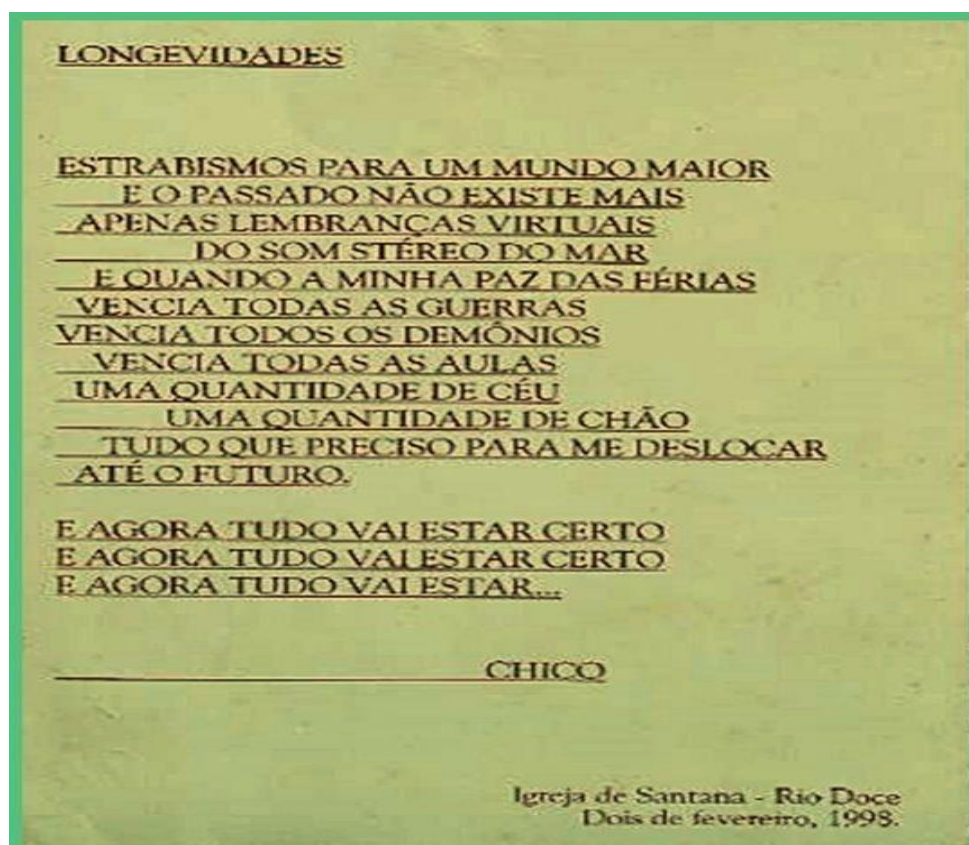 LONGEVIDADES
ESTRABISMOS PARA UM MUNDO MAIOR
E O PASSADO NÃO EXISTE MAIS
APENAS LEMBRANÇAS VIRTUAIS
DO SOM STÉREO DO MAR
E QUANDO A MINHA PAZ DAS FÉRIAS
VENCIA TODAS AS GUERRAS
VENCIA TODOS OS DEMÔNIOS
VENCIA TODAS AS AULAS
UMA QUANTIDADE DE CÉU
UMA QUANTIDADE DE CHÃO
TUDO QUE PRECISO PARA ME DESLOCAR
ATÉ O FUTURO.
E AGORA TUDO VAI ESTAR CERTO
E AGORA TUDO VAI ESTAR CERTO
E AGORA TUDO VAI ESTAR...
CHICO
Igreja de Santana - Rio Doce
Dois de fevereiro, 1998.